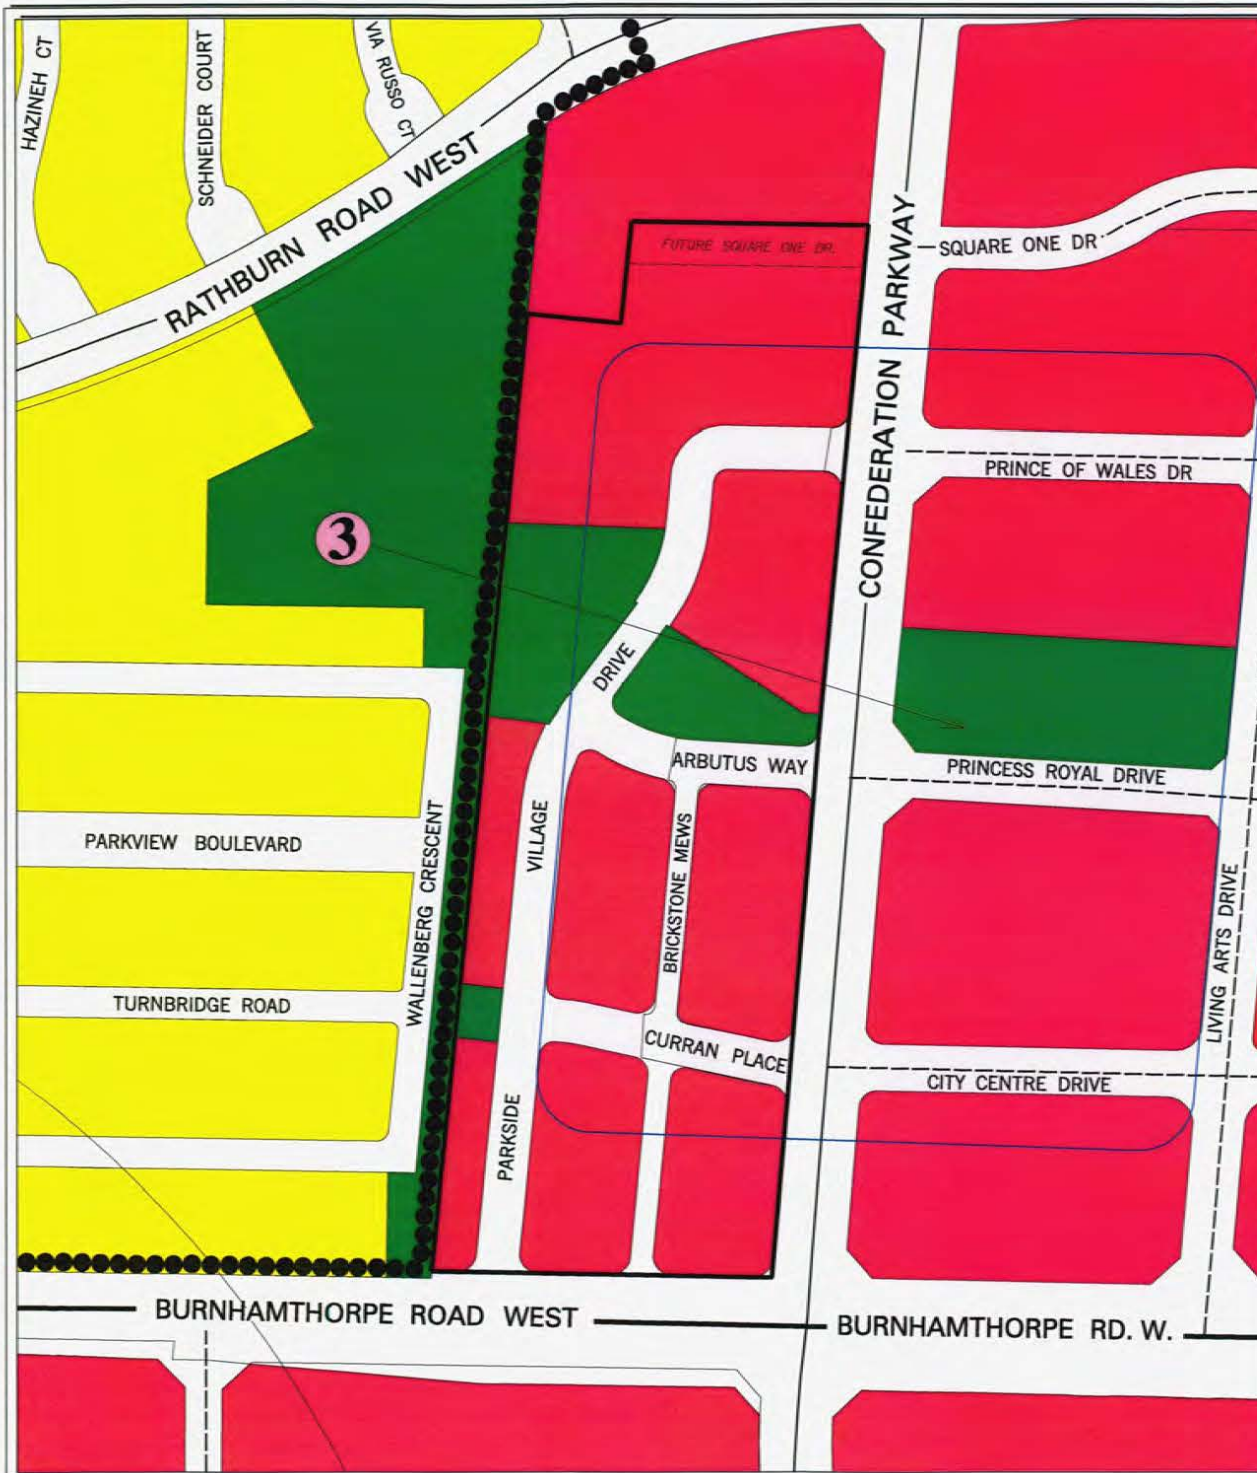 HAZINEH CT
SCHNEIDER COURT
VIA RUSSO CT
RATHBURN ROAD WEST
FUTURE SQUARE ONE DR.
CONFEDERATION PARKWAY
SQUARE ONE DR
PRINCE OF WALES DR
3
DRIVE
ARBUTUS WAY
PRINCESS ROYAL DRIVE
PARKVIEW BOULEVARD
WALLENBERG CRESCENT
VILLAGE
BRICKSTONE MEWS
LIVING ARTS DRIVE
TURNBRIDGE ROAD
CURRAN PLACE
CITY CENTRE DRIVE
PARKSIDE
BURNHAMTHORPE ROAD WEST
BURNHAMTHORPE RD. W.